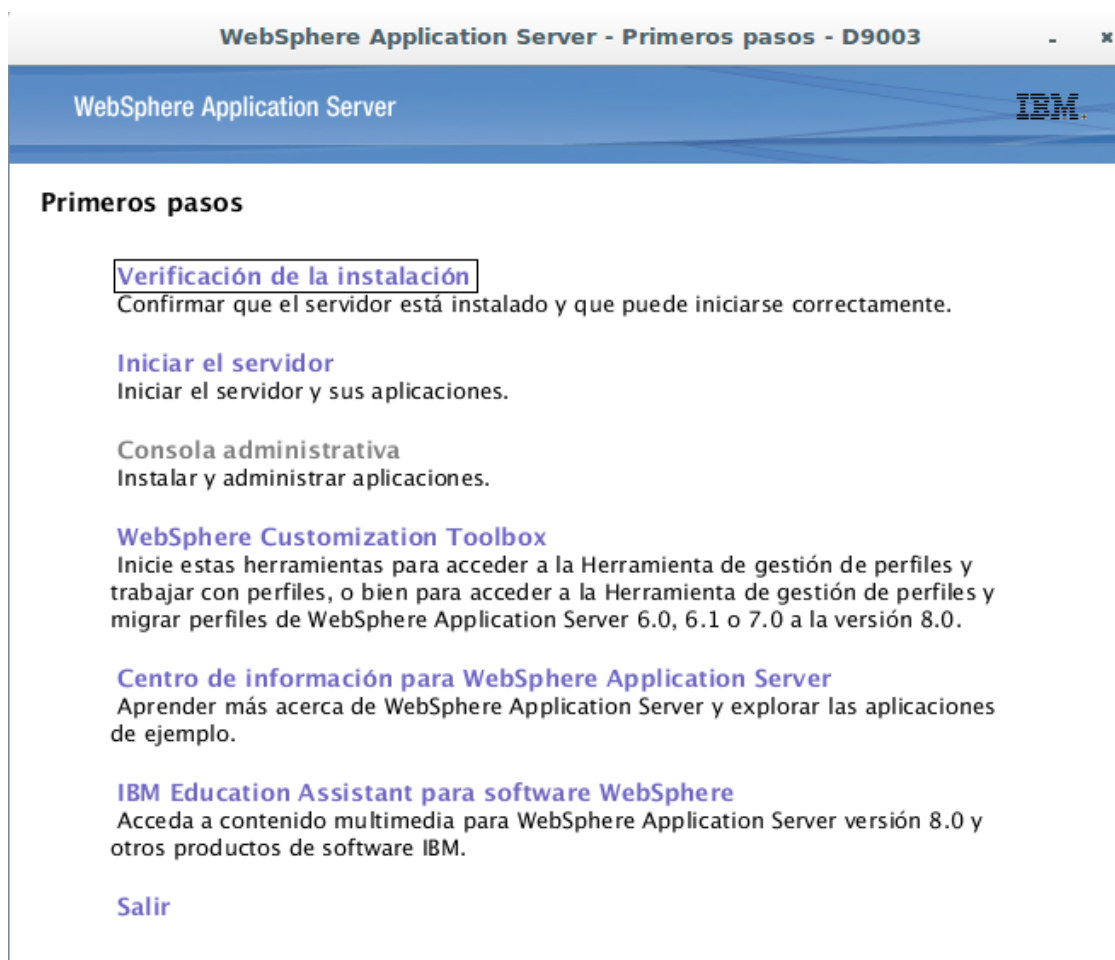 WebSphere Application Server - Primeros pasos - D9003
WebSphere Application Server
IBM.
Primeros pasos
Verificación de la instalación
Confirmar que el servidor está instalado y que puede iniciarse correctamente.
Iniciar el servidor
Iniciar el servidor y sus aplicaciones.
Consola administrativa
Instalar y administrar aplicaciones.
WebSphere Customization Toolbox
Inicie estas herramientas para acceder a la Herramienta de gestión de perfiles y
trabajar con perfiles, o bien para acceder a la Herramienta de gestión de perfiles y
migrar perfiles de WebSphere Application Server 6.0, 6.1 o 7.0 a la versión 8.0.
Centro de información para WebSphere Application Server
Aprender más acerca de WebSphere Application Server y explorar las aplicaciones
de ejemplo.
IBM Education Assistant para software WebSphere
Acceda a contenido multimedia para WebSphere Application Server versión 8.0 y
otros productos de software IBM.
Salir